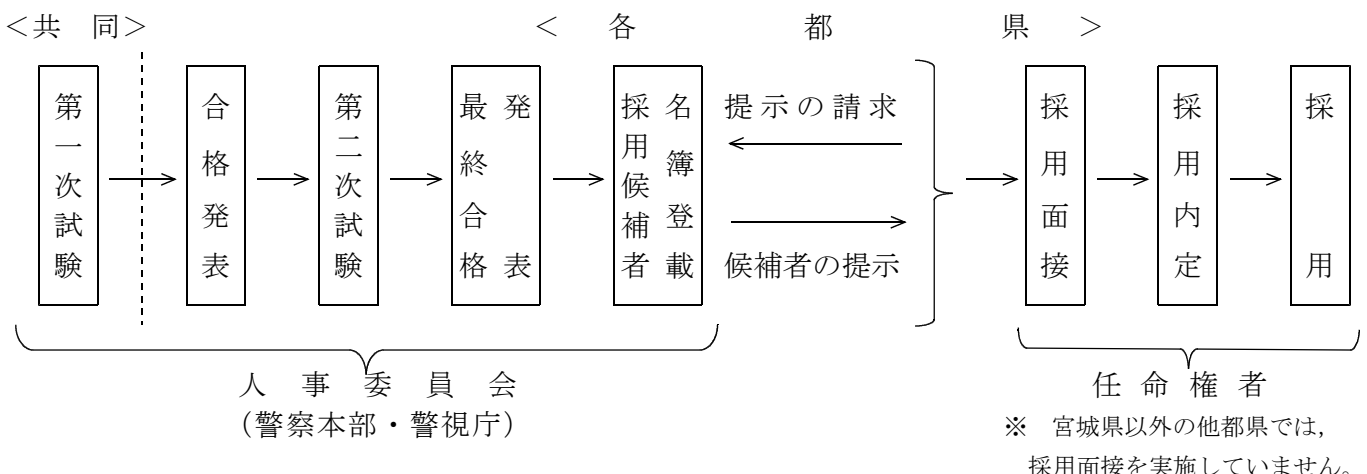 ＜共　同＞
＜　各　　　都　　　県　＞
第一次試験
合格発表
第二次試験
最終合格
発表
採用候補者
名簿登載
提示の請求
候補者の提示
採用面接
採用内定
採用
人　事　委　員　会
（警察本部・警視庁）
任　命　権　者
※　宮城県以外の他都県では，
採用面接を実施していません。